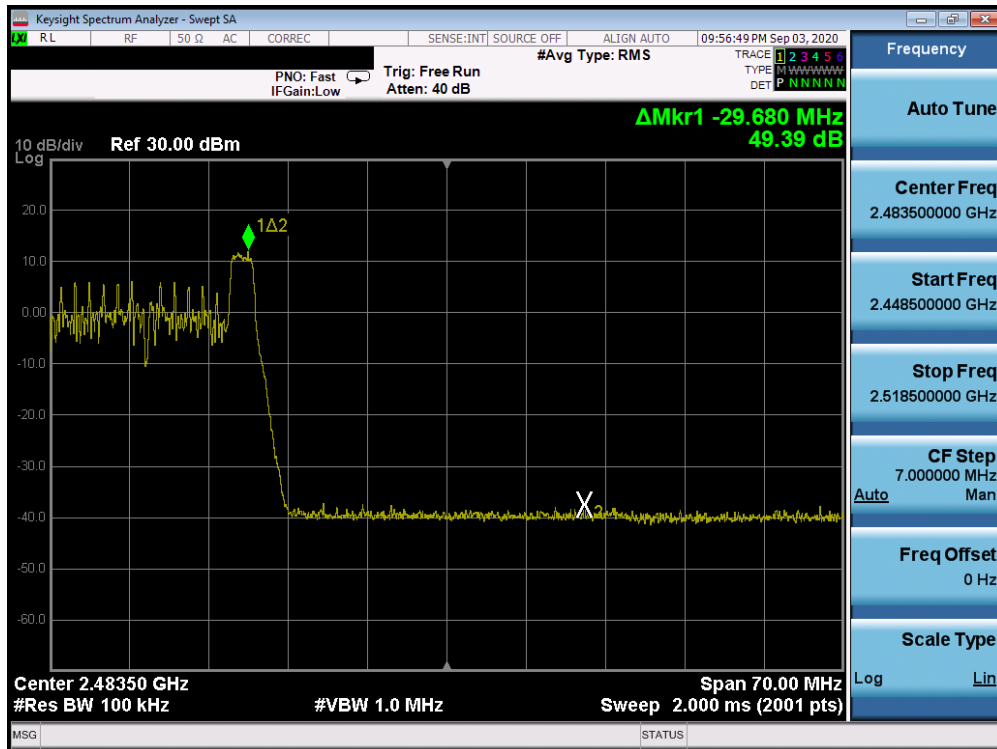 Keysight Spectrum Analyzer - Swept SA
LXI RL RF 50 Ω AC CORREC SENSE:INT SOURCE OFF ALIGN AUTO 09:56:49 PM Sep 03, 2020
#Avg Type: RMS
TRACE 1 2 3 4 5 6
PNO: Fast Trig: Free Run
TYPE M WWWWW
IFGain:Low Atten: 40 dB
DET P N N N N N
ΔMkr1 -29.680 MHz
49.39 dB
10 dB/div Ref 30.00 dBm
Log
20.0
1Δ2
10.0
0.00
-10.0
-20.0
-30.0
X2
-40.0
-50.0
-60.0
Center 2.48350 GHz Span 70.00 MHz
#Res BW 100 kHz #VBW 1.0 MHz Sweep 2.000 ms (2001 pts)
MSG STATUS
Frequency
Auto Tune
Center Freq
2.483500000 GHz
Start Freq
2.448500000 GHz
Stop Freq
2.518500000 GHz
CF Step
7.000000 MHz
Auto Man
Freq Offset
0 Hz
Scale Type
Log Lin